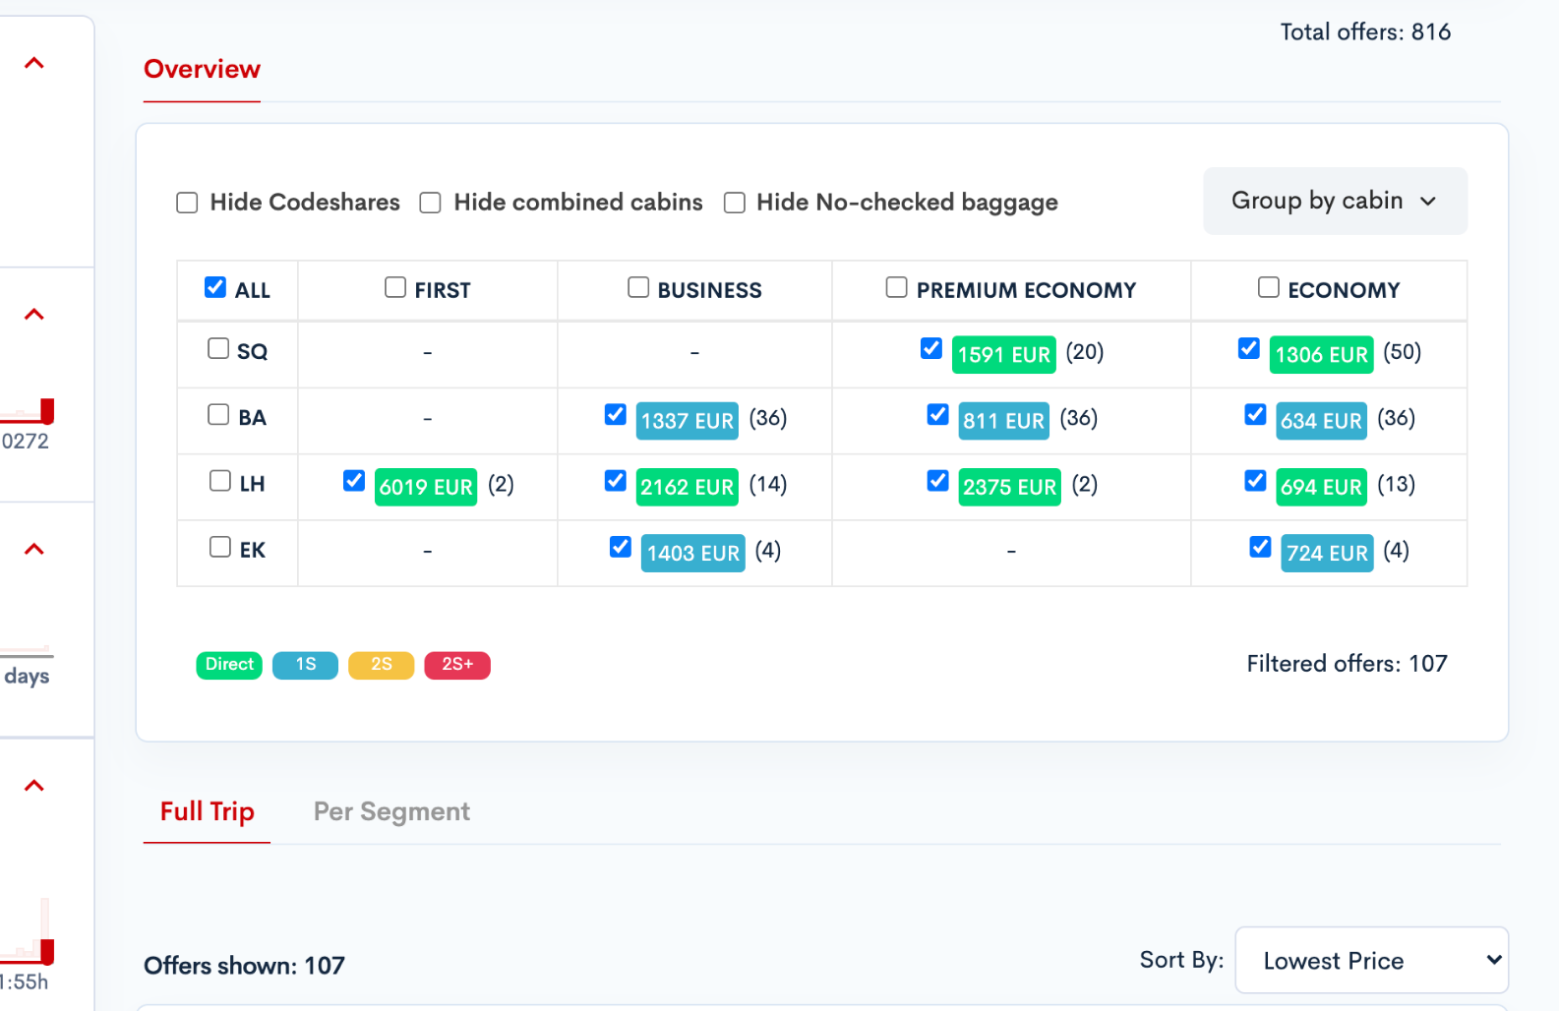 Total offers: 816
Overview
Hide Codeshares Hide combined cabins Hide No-checked baggage Group by cabin
ALL FIRST BUSINESS PREMIUM ECONOMY ECONOMY
SQ - - 1591 EUR (20) 1306 EUR (50)
BA - 1337 EUR (36) 811 EUR (36) 634 EUR (36)
LH 6019 EUR (2) 2162 EUR (14) 2375 EUR (2) 694 EUR (13)
0272
EK - 1403 EUR (4) - 724 EUR (4)
Direct 1S 2S 2S+ Filtered offers: 107
days
Full Trip Per Segment
Offers shown: 107 Sort By: Lowest Price
:55h